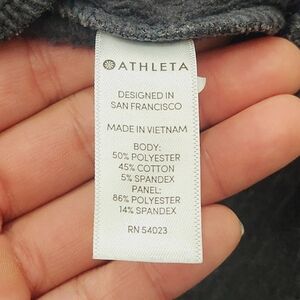 ATHLETA
DESIGNED IN
SAN FRANCISCO
MADE IN VIETNAM
BODY:
50% POLYESTER
45% COTTON
5% SPANDEX
PANEL:
86% POLYESTER
14% SPANDEX
RN 54023